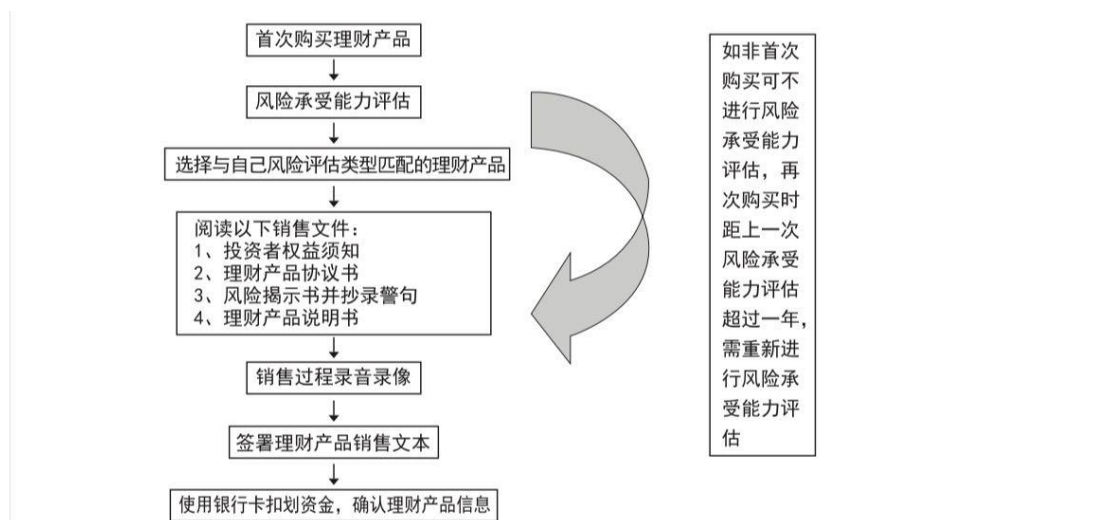 首次购买理财产品
风险承受能力评估
选择与自己风险评估类型匹配的理财产品
阅读以下销售文件：
1、投资者权益须知
2、理财产品协议书
3、风险揭示书并抄录警句
4、理财产品说明书
销售过程录音录像
签署理财产品销售文本
使用银行卡扣划资金，确认理财产品信息
如非首次
购买可不
进行风险
承受能力
评估，再
次购买时
距上一次
风险承受
能力评估
超过一年，
需重新进
行风险承
受能力评
估